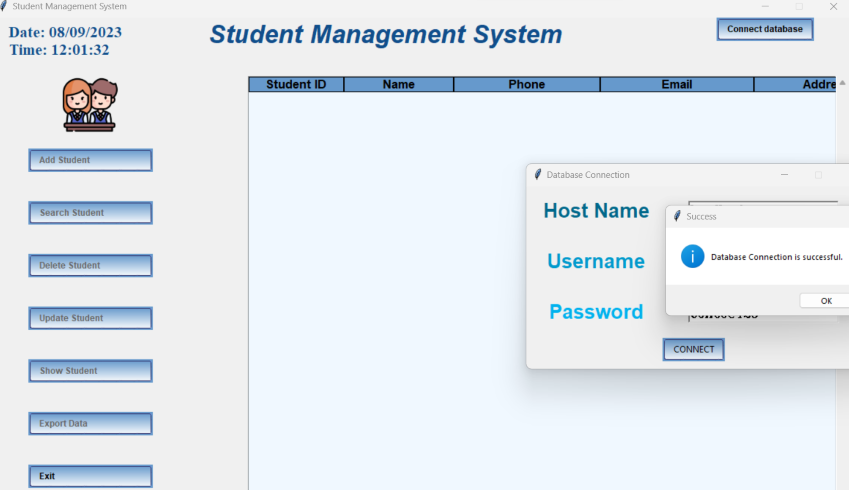 Student Management System
Date: 08/09/2023
Time: 12:01:32
Student Management System
Connect database
Student ID Name Phone Email Addre
Add Student
Search Student
Delete Student
Update Student
Show Student
Export Data
Exit
Database Connection
Host Name
Username
Password
CONNECT
Success
Database Connection is successful.
OK